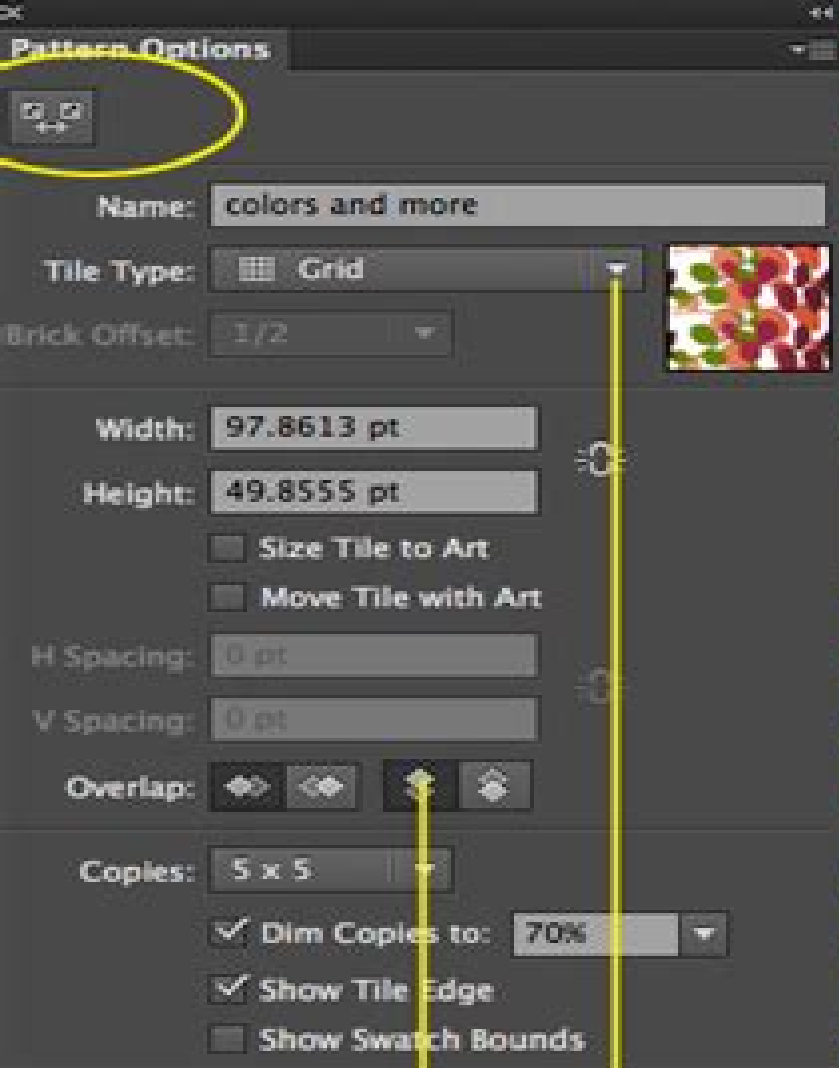 Pattern Options
Name: colors and more
Tile Type: Grid
Brick Offset: 1/2
Width: 97.8613 pt
Height: 49.8555 pt
Size Tile to Art
Move Tile with Art
H Spacing: 0 pt
V Spacing: 0 pt
Overlap:
Copies: 5 x 5
Dim Copies to: 70%
Show Tile Edge
Show Swatch Bounds